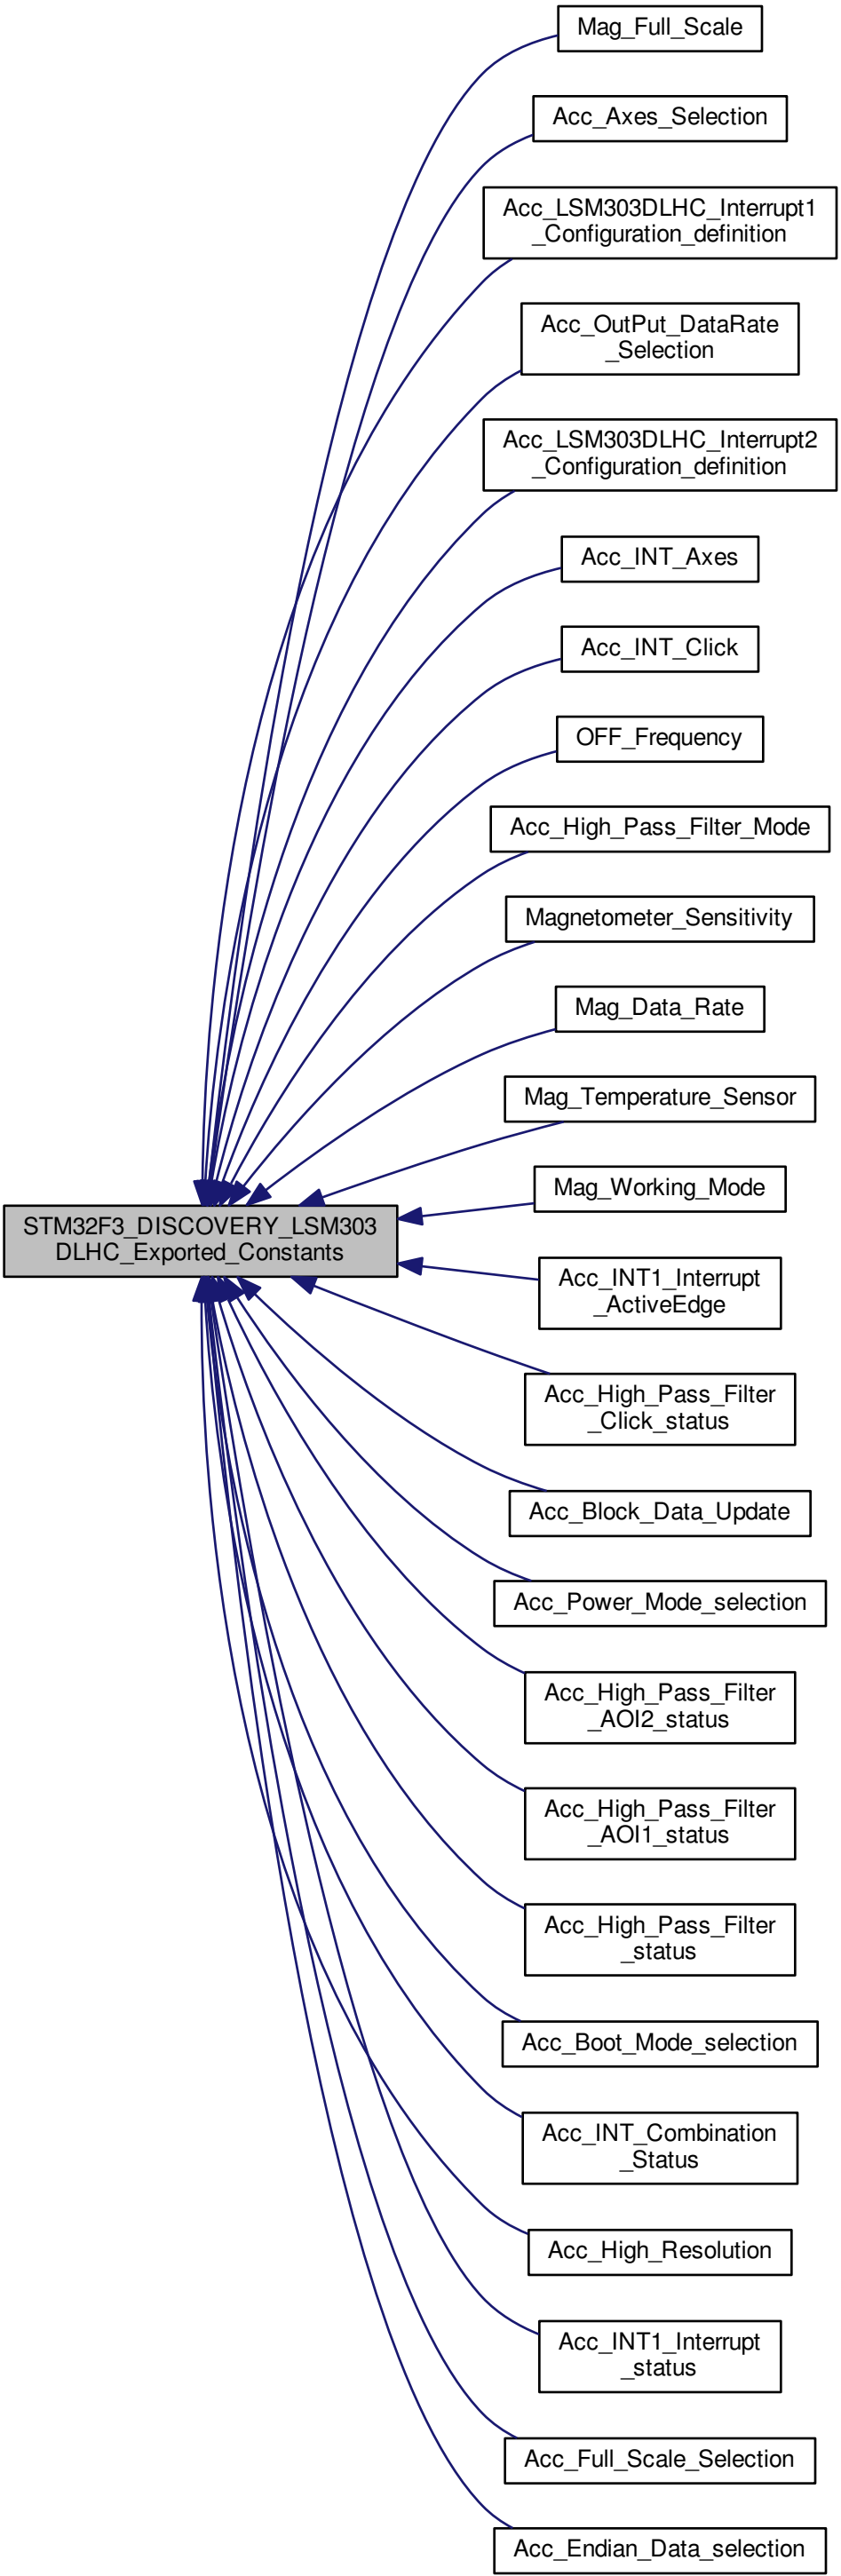 Mag_Full_Scale
Acc_Axes_Selection
Acc_LSM303DLHC_Interrupt1
_Configuration_definition
Acc_OutPut_DataRate
_Selection
Acc_LSM303DLHC_Interrupt2
_Configuration_definition
Acc_INT_Axes
Acc_INT_Click
OFF_Frequency
Acc_High_Pass_Filter_Mode
Magnetometer_Sensitivity
Mag_Data_Rate
Mag_Temperature_Sensor
Mag_Working_Mode
STM32F3_DISCOVERY_LSM303
DLHC_Exported_Constants
Acc_INT1_Interrupt
_ActiveEdge
Acc_High_Pass_Filter
_Click_status
Acc_Block_Data_Update
Acc_Power_Mode_selection
Acc_High_Pass_Filter
_AOI2_status
Acc_High_Pass_Filter
_AOI1_status
Acc_High_Pass_Filter
_status
Acc_Boot_Mode_selection
Acc_INT_Combination
_Status
Acc_High_Resolution
Acc_INT1_Interrupt
_status
Acc_Full_Scale_Selection
Acc_Endian_Data_selection